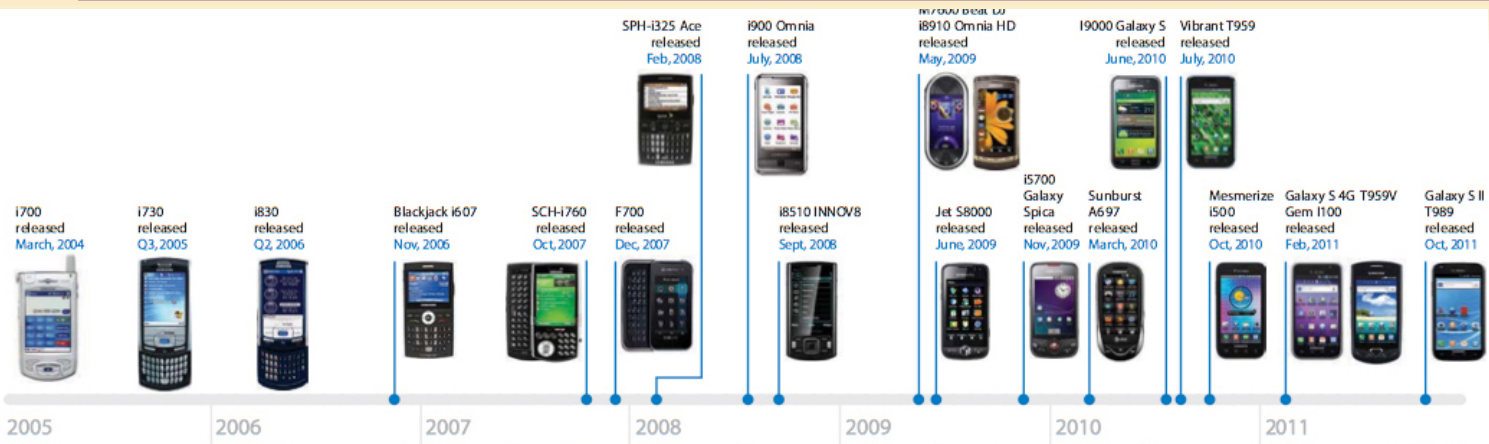 SPH-i325 Ace
released
Feb, 2008
i900 Omnia
released
July, 2008
M7600 Beat DJ
i8910 Omnia HD
released
May, 2009
I9000 Galaxy S
released
June, 2010
Vibrant T959
released
July, 2010
i700
released
March, 2004
i730
released
Q3, 2005
i830
released
Q2, 2006
Blackjack i607
released
Nov, 2006
SCH-i760
released
Oct, 2007
F700
released
Dec, 2007
i8510 INNOV8
released
Sept, 2008
Jet S8000
released
June, 2009
i5700
Galaxy
Spica
released
Nov, 2009
Sunburst
A697
released
March, 2010
Mesmerize
i500
released
Oct, 2010
Galaxy S 4G T959V
Gem I100
released
Feb, 2011
Galaxy S II
T989
released
Oct, 2011
2005
2006
2007
2008
2009
2010
2011